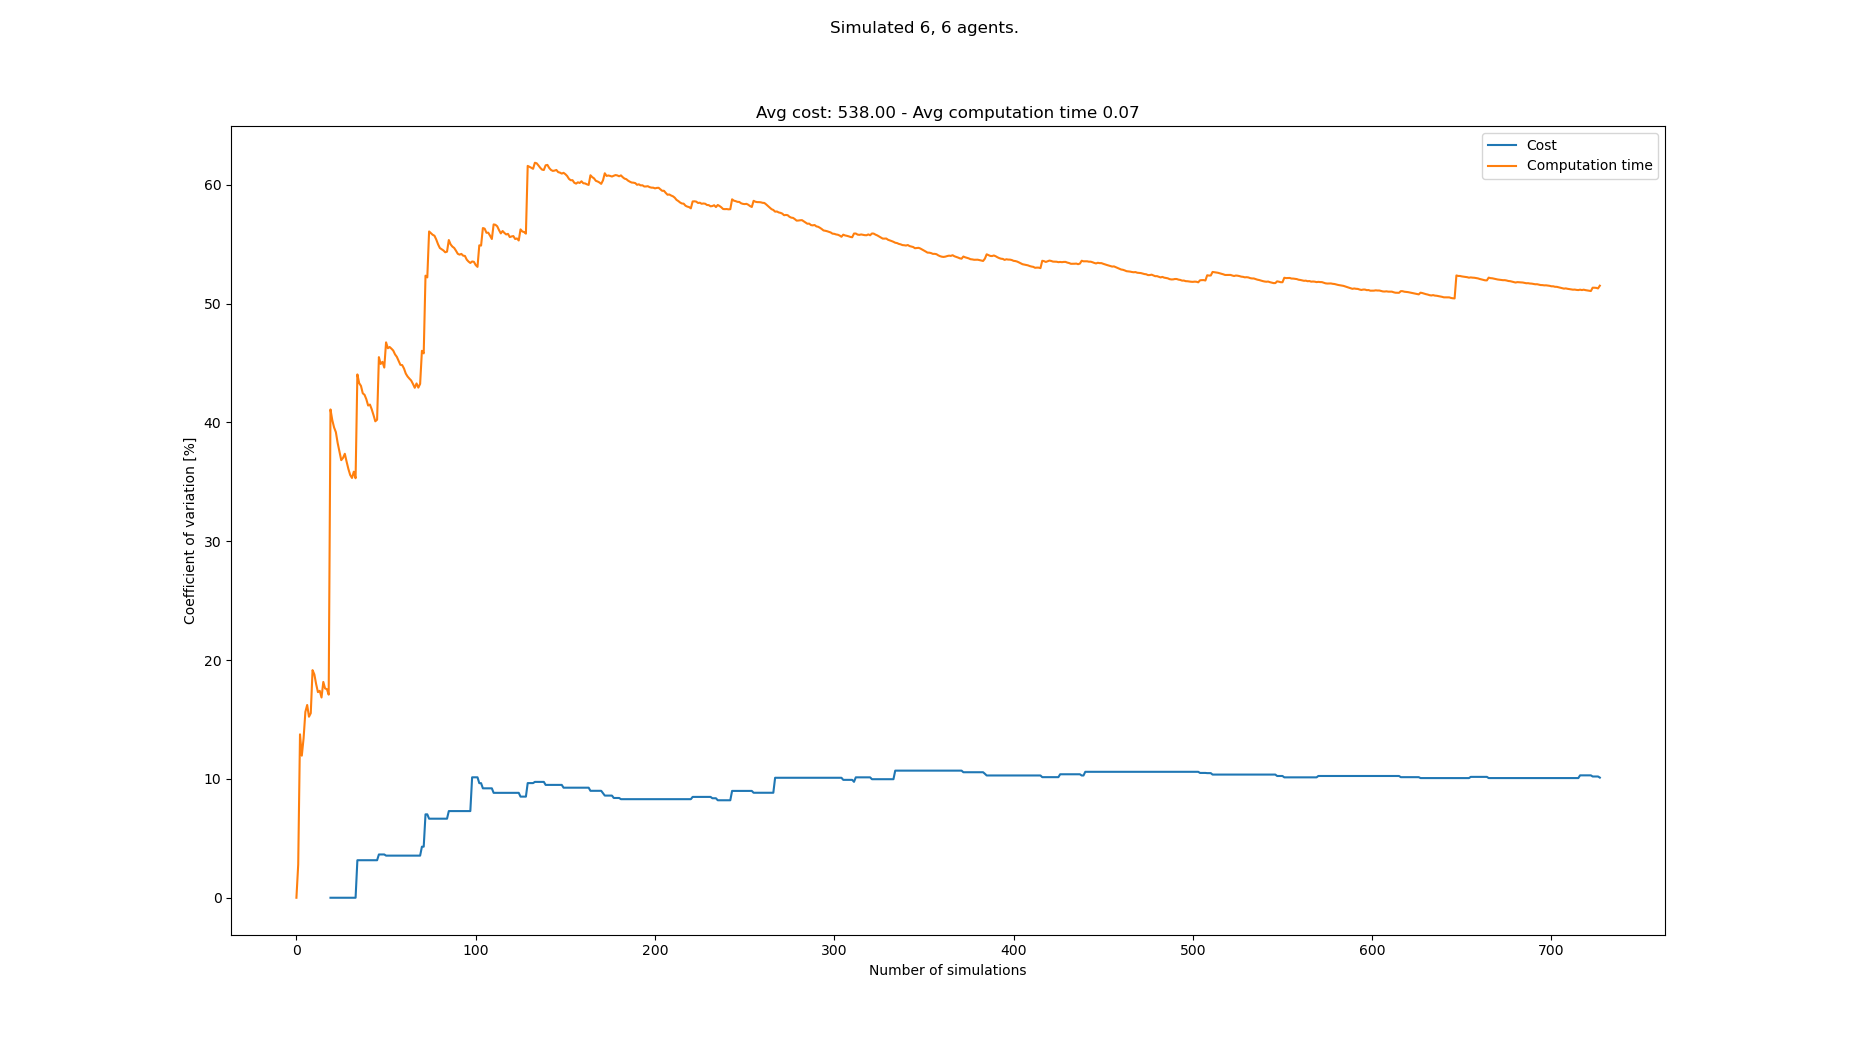 Simulated 6, 6 agents.
Avg cost: 538.00 - Avg computation time 0.07
Cost
Computation time
Coefficient of variation [%]
60
50
40
30
20
10
0
0 100 200 300 400 500 600 700
Number of simulations